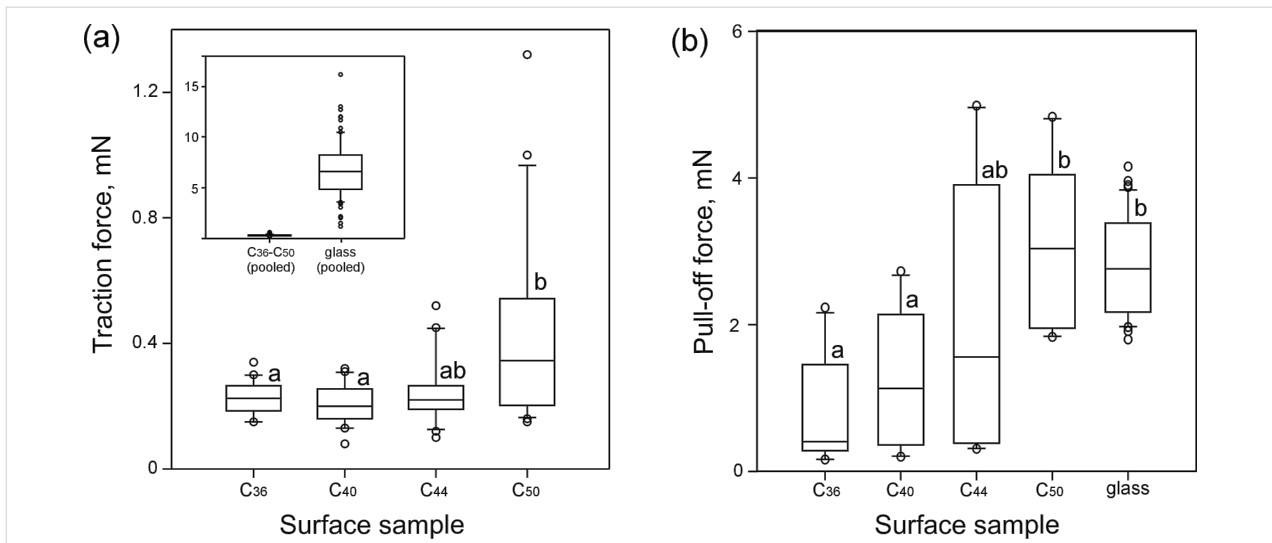 (a)
Traction force, mN
1.2
0.8
0.4
0
15
10
5
C36-C50 glass
(pooled) (pooled)
a
a
ab
b
C36 C40 C44 C50
Surface sample
(b)
Pull-off force, mN
6
4
2
0
a
a
ab
b
b
C36 C40 C44 C50 glass
Surface sample